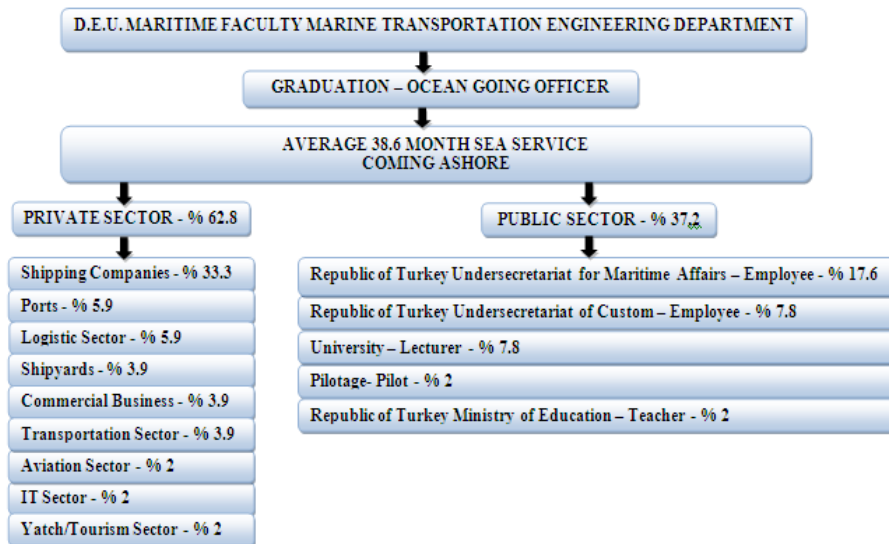 D.E.U. MARITIME FACULTY MARINE TRANSPORTATION ENGINEERING DEPARTMENT
GRADUATION – OCEAN GOING OFFICER
AVERAGE 38.6 MONTH SEA SERVICE
COMING ASHORE
PRIVATE SECTOR - % 62.8
Shipping Companies - % 33.3
Ports - % 5.9
Logistic Sector - % 5.9
Shipyards - % 3.9
Commercial Business - % 3.9
Transportation Sector - % 3.9
Aviation Sector - % 2
IT Sector - % 2
Yatch/Tourism Sector - % 2
PUBLIC SECTOR - % 37,2
Republic of Turkey Undersecretariat for Maritime Affairs – Employee - % 17.6
Republic of Turkey Undersecretariat of Custom – Employee - % 7.8
University – Lecturer - % 7.8
Pilotage- Pilot - % 2
Republic of Turkey Ministry of Education – Teacher - % 2